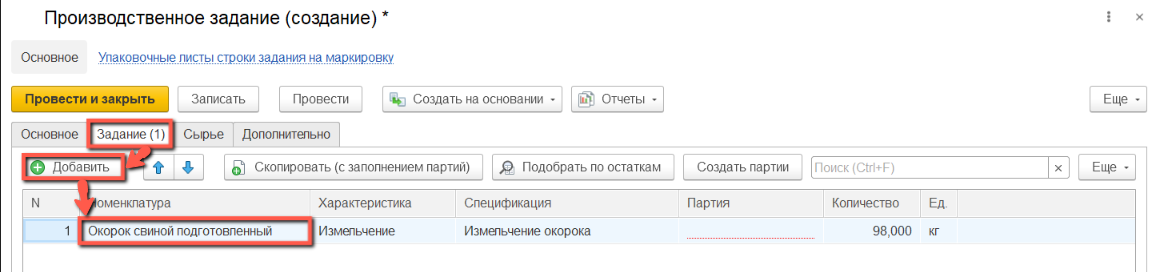 Производственное задание (создание) *
Основное Упаковочные листы строки задания на маркировку
Провести и закрыть Записать Провести Создать на основании Отчеты Еще
Основное Задание (1) Сырье Дополнительно
Добавить Скопировать (с заполнением партий) Подобрать по остаткам Создать партии Поиск (Ctrl+F) × Еще
N Номенклатура Характеристика Спецификация Партия Количество Ед.
1 Окорок свиной подготовленный Измельчение Измельчение окорока 98,000 кг